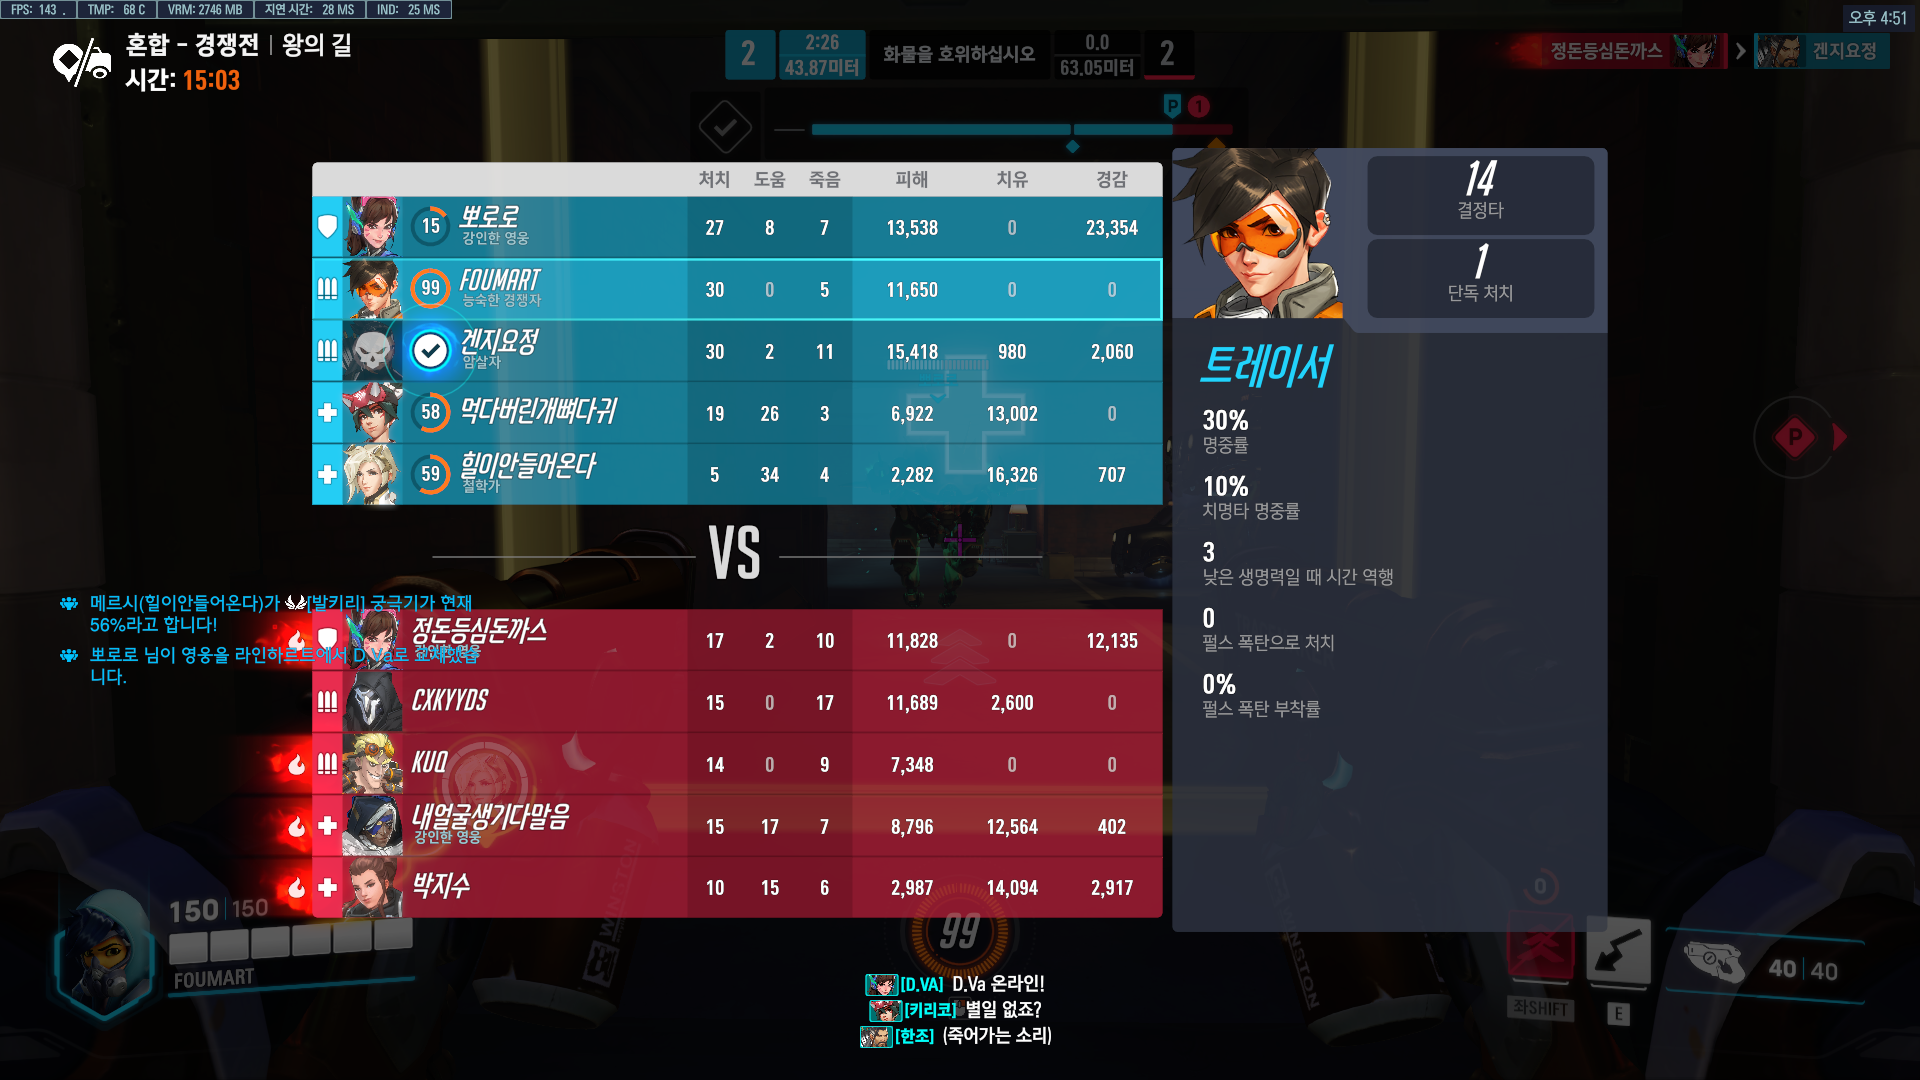 FPS: 143 . TMP: 68 C VRM: 2746 MB 지연 시간: 28 MS IND: 25 MS
오후 4:51
혼합 - 경쟁전 | 왕의 길
시간: 15:03
2 2:26 화물을 호위하십시오 0.0 2
43.87미터 63.05미터
정돈등심돈까스 겐지요정
P 1
처치 도움 죽음 피해 치유 경감
15 뽀로로 27 8 7 13,538 0 23,354
강인한 영웅
99 FOUMART 30 0 5 11,650 0 0
능숙한 경쟁자
겐지요정 30 2 11 15,418 980 2,060
암살자
58 먹다버린개뼈다귀 19 26 3 6,922 13,002 0
59 힐이안들어온다 5 34 4 2,282 16,326 707
철학가
VS
정돈등심돈까스 17 2 10 11,828 0 12,135
강인한 영웅
CXKYYDS 15 0 17 11,689 2,600 0
KUQ 14 0 9 7,348 0 0
내얼굴생기다말음 15 17 7 8,796 12,564 402
강인한 영웅
박지수 10 15 6 2,987 14,094 2,917
14
결정타
1
단독 처치
트레이서
30%
명중률
10%
치명타 명중률
3
낮은 생명력일 때 시간 역행
0
펄스 폭탄으로 처치
0%
펄스 폭탄 부착률
P
메르시(힐이안들어온다)가 [발키리] 궁극기가 현재
56%라고 합니다!
뽀로로 님이 영웅을 라인하르트에서 D.Va로 교체했습
니다.
150 | 150
FOUMART
99
[D.VA] D.Va 온라인!
[키리코] 별일 없죠?
[한조] (죽어가는 소리)
0
좌SHIFT E
40 | 40
WINGTON
WINGTON